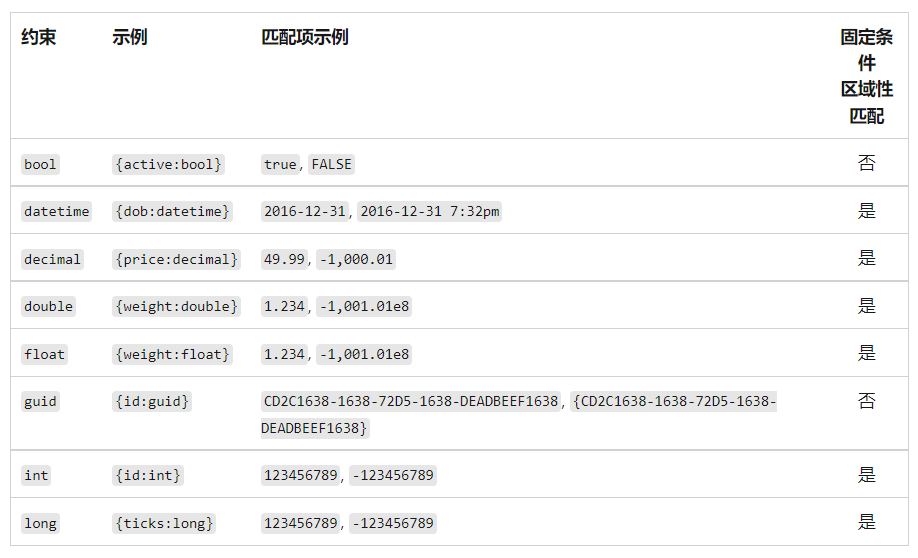 约束 示例 匹配项示例 固定条
件
区域性
匹配
bool {active:bool} true, FALSE 否
datetime {dob:datetime} 2016-12-31, 2016-12-31 7:32pm 是
decimal {price:decimal} 49.99, -1,000.01 是
double {weight:double} 1.234, -1,001.01e8 是
float {weight:float} 1.234, -1,001.01e8 是
guid {id:guid} CD2C1638-1638-72D5-1638-DEADBEEF1638, {CD2C1638-1638-72D5-1638- 否
DEADBEEF1638}
int {id:int} 123456789, -123456789 是
long {ticks:long} 123456789, -123456789 是